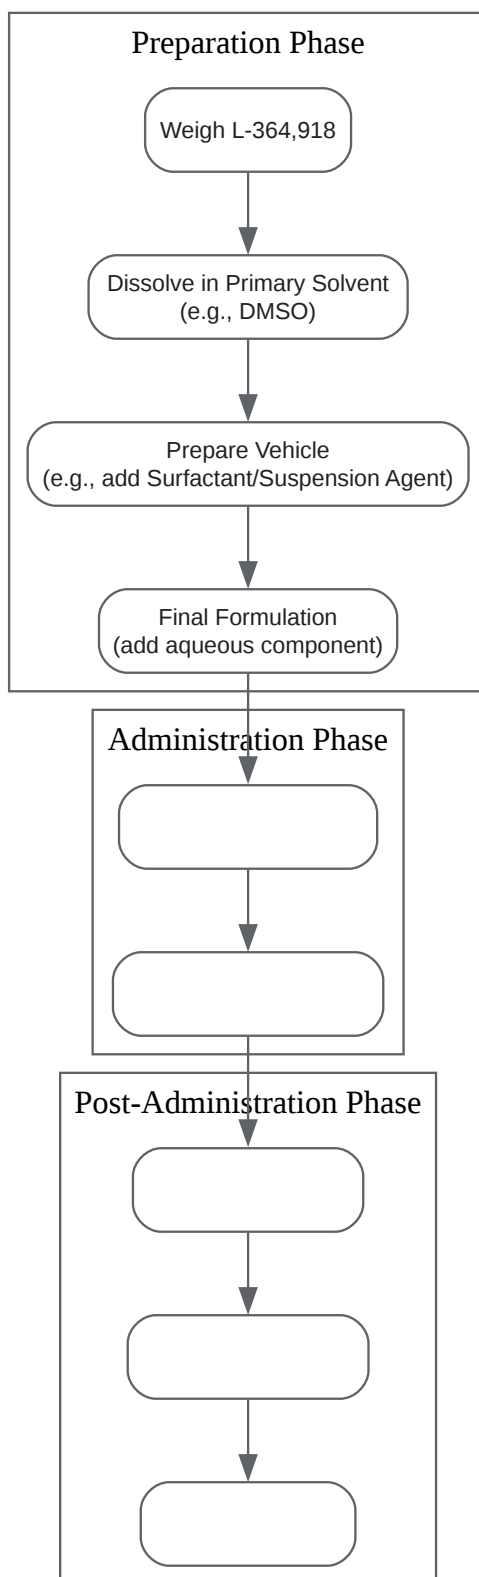 Preparation Phase
Weigh L-364,918
Dissolve in Primary Solvent
(e.g., DMSO)
Prepare Vehicle
(e.g., add Surfactant/Suspension Agent)
Final Formulation
(add aqueous component)
Administration Phase
Post-Administration Phase